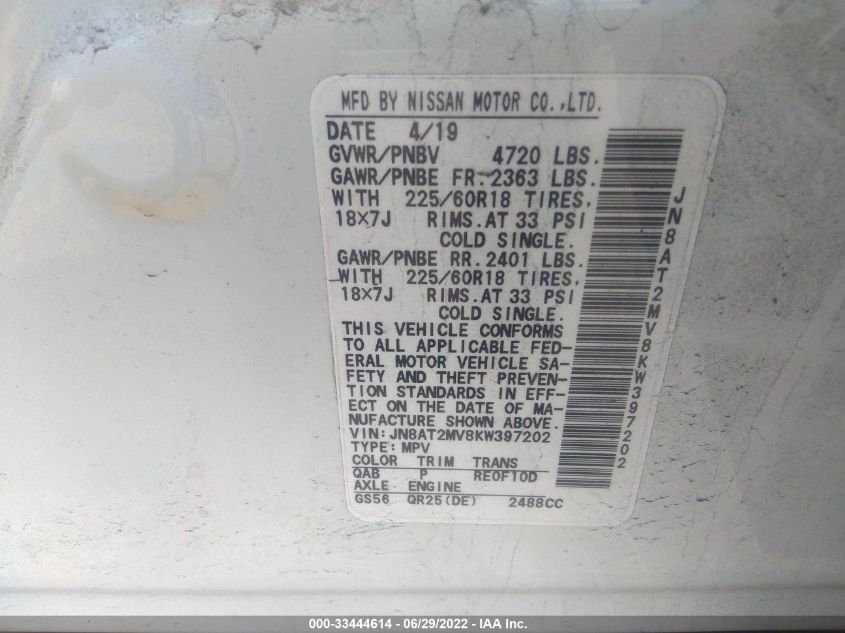 MFD BY NISSAN MOTOR CO.,LTD.
DATE 4/19
GVWR/PNBV 4720 LBS.
GAWR/PNBE FR.2363 LBS.
WITH 225/60R18 TIRES,
18X7J RIMS.AT 33 PSI
COLD SINGLE.
GAWR/PNBE RR.2401 LBS.
WITH 225/60R18 TIRES,
18X7J RIMS.AT 33 PSI
COLD SINGLE.
THIS VEHICLE CONFORMS
TO ALL APPLICABLE FED-
ERAL MOTOR VEHICLE SA-
FETY AND THEFT PREVEN-
TION STANDARDS IN EFF-
ECT ON THE DATE OF MA-
NUFACTURE SHOWN ABOVE.
VIN:JN8AT2MV8KW397202
TYPE:MPV
COLOR TRIM TRANS
QAB P RE0F10D
AXLE ENGINE
GS56 QR25(DE) 2488CC
JN8AT2MV8KW397202
000-33444614 - 06/29/2022 - IAA Inc.